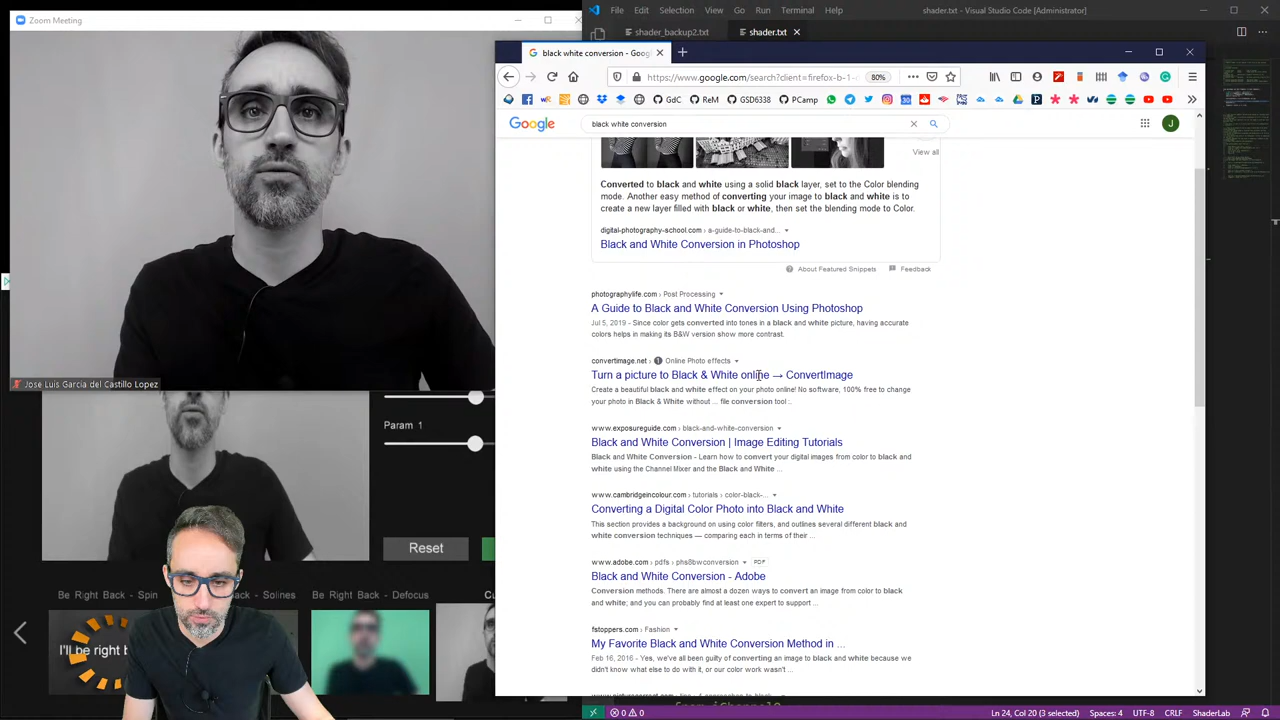 Zoom Meeting
File Edit Selection View Go Run Terminal Help shader.txt - Visual Studio Code [Administrator]
shader_backup2.txt shader.txt
black white conversion - Goog
https://www.google.com/search?client=firefox-b-1- 80%
GdC ReM GSD6338 PCamp
Google black white conversion
View all
Converted to black and white using a solid black layer, set to the Color blending
mode. Another easy method of converting your image to black and white is to
create a new layer filled with black or white, then set the blending mode to Color.
digital-photography-school.com › a-guide-to-black-and...
Black and White Conversion in Photoshop
About Featured Snippets Feedback
photographylife.com › Post Processing
A Guide to Black and White Conversion Using Photoshop
Jul 5, 2019 - Since color gets converted into tones in a black and white picture, having accurate
colors helps in making its B&W version show more contrast.
convertimage.net › Online Photo effects
Turn a picture to Black & White online → ConvertImage
Create a beautiful black and white effect on your photo online! No software, 100% free to change
your photo in Black & White without ... file conversion tool :.
www.exposureguide.com › black-and-white-conversion
Black and White Conversion | Image Editing Tutorials
Black and White Conversion - Learn how to convert your digital images from color to black and
white using the Channel Mixer and the Black and White ...
www.cambridgeincolour.com › tutorials › color-black-...
Converting a Digital Color Photo into Black and White
This section provides a background on using color filters, and outlines several different black and
white conversion techniques — comparing each in terms of their ...
www.adobe.com › pdfs › phs8bwconversion PDF
Black and White Conversion - Adobe
Conversion methods. There are almost a dozen ways to convert an image from color to black
and white; and you can probably find at least one expert to support ...
fstoppers.com › Fashion
My Favorite Black and White Conversion Method in ...
Feb 16, 2016 - Yes, we've all been guilty of converting an image to black and white because we
didn't know what else to do with it, or our color work wasn't ...
Jose Luis García del Castillo Lopez
Param 1
Reset
Be Right Back - Spin
Be Right Back - Defocus
I'll be right b
0 0 Ln 24, Col 20 (3 selected) Spaces: 4 UTF-8 CRLF ShaderLab